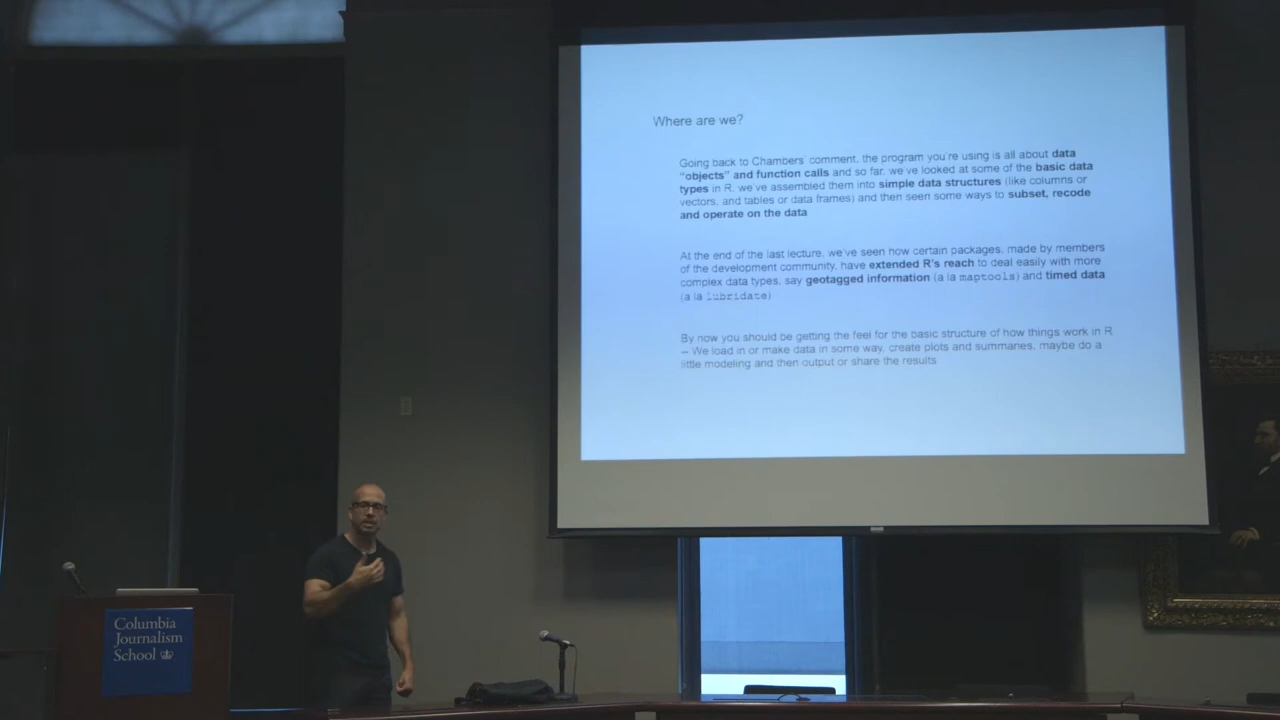 Where are we?
Going back to Chambers' comment, the program you're using is all about data
"objects" and function calls and so far, we've looked at some of the basic data
types in R, we've assembled them into simple data structures (like columns or
vectors, and tables or data frames) and then seen some ways to subset, recode
and operate on the data
At the end of the last lecture, we've seen how certain packages, made by members
of the development community, have extended R's reach to deal easily with more
complex data types, say geotagged information (a la maptools) and timed data
(a la lubridate)
By now you should be getting the feel for the basic structure of how things work in R
– We load in or make data in some way, create plots and summaries, maybe do a
little modeling and then output or share the results
Columbia
Journalism
School